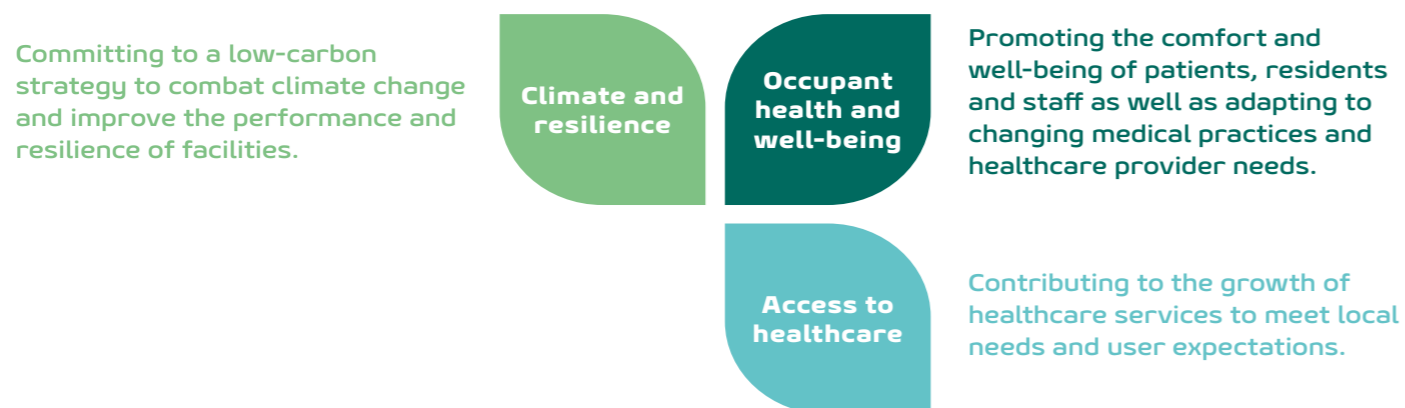 Committing to a low-carbon
strategy to combat climate change
and improve the performance and
resilience of facilities.
Climate and
resilience
Occupant
health and
well-being
Promoting the comfort and
well-being of patients, residents
and staff as well as adapting to
changing medical practices and
healthcare provider needs.
Access to
healthcare
Contributing to the growth of
healthcare services to meet local
needs and user expectations.